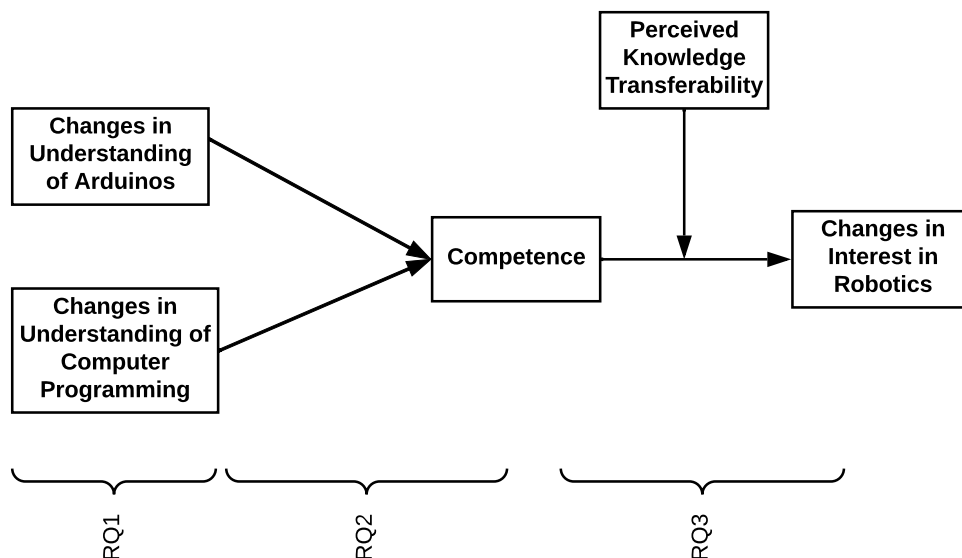 Perceived
Knowledge
Transferability
Changes in
Understanding
of Arduinos
Competence
Changes in
Interest in
Robotics
Changes in
Understanding of
Computer
Programming
RQ1
RQ2
RQ3